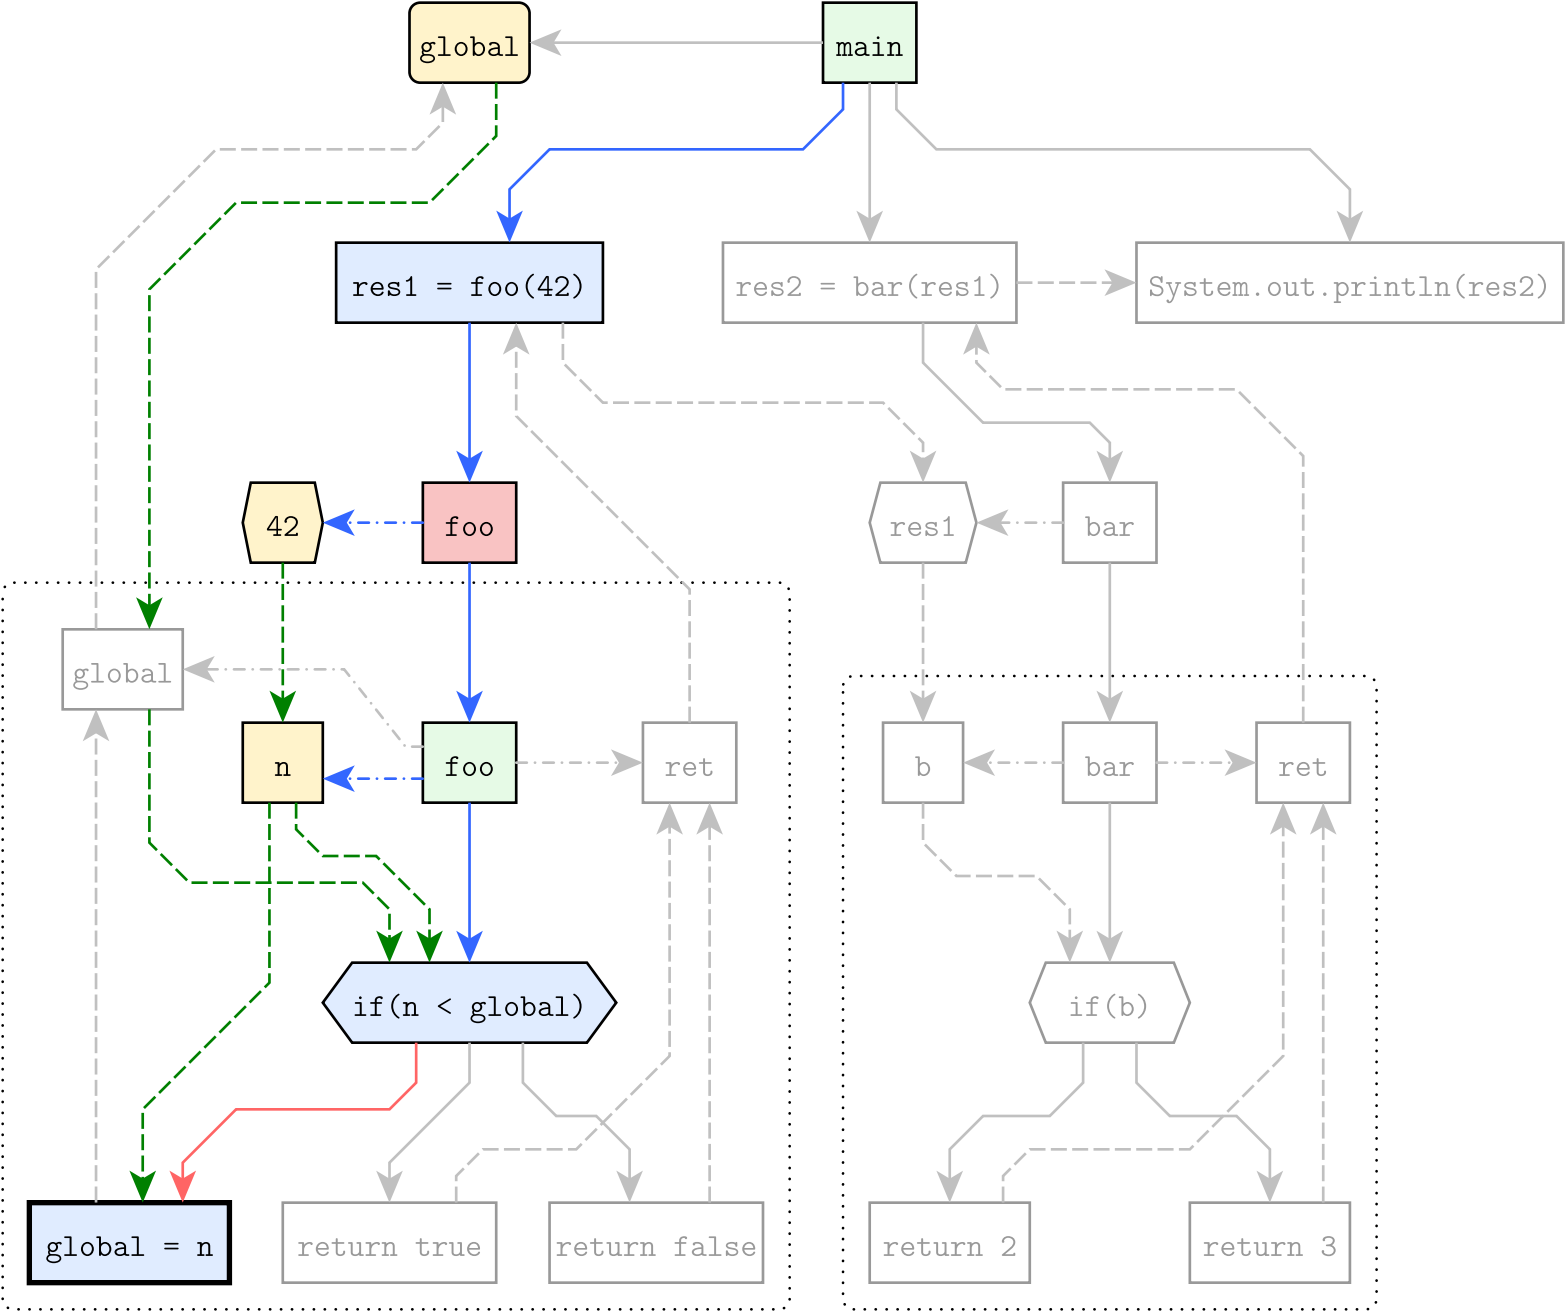 global
main
res1 = foo(42)
res2 = bar(res1)
System.out.println(res2)
42
foo
res1
bar
global
n
foo
ret
b
bar
ret
if(n < global)
if(b)
global = n
return true
return false
return 2
return 3